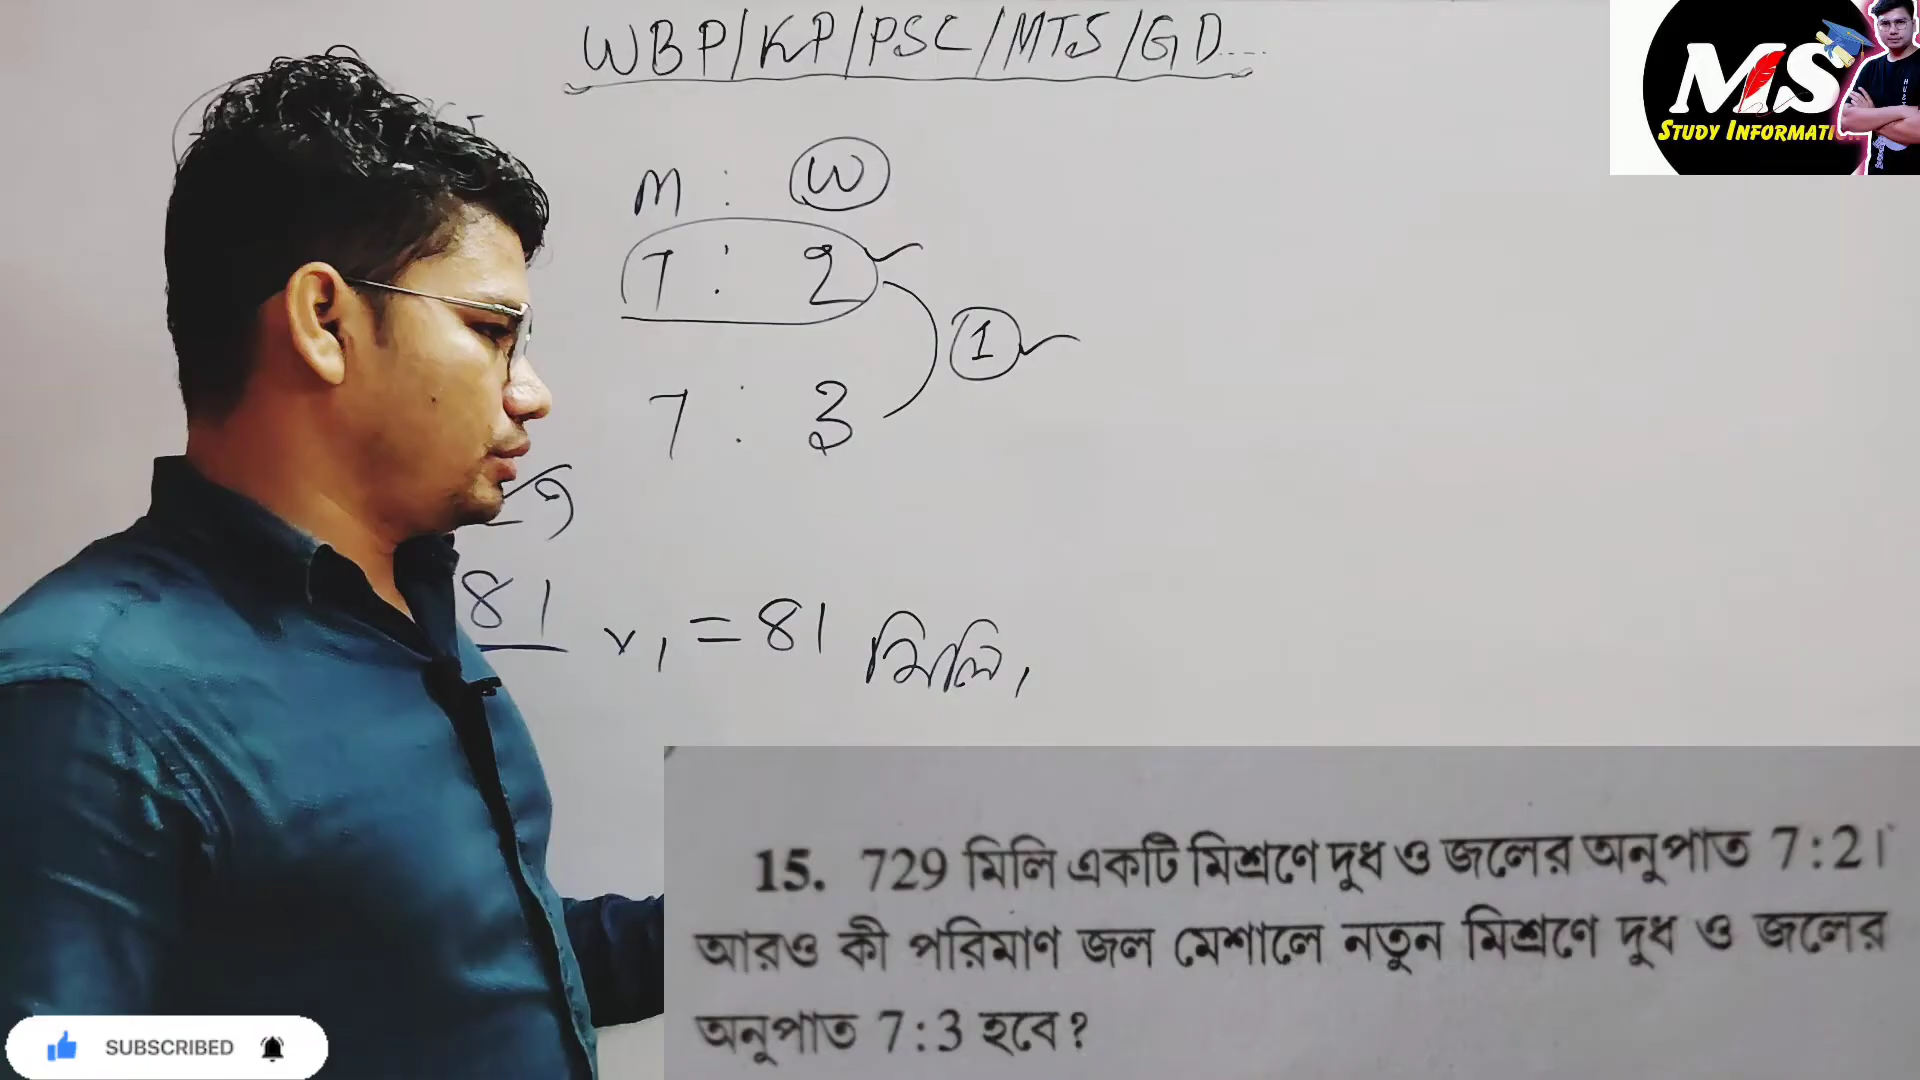 WBP/KP/PSC/MTS/GD....
MS
STUDY INFORMATI
M : W
7 : 2
1
7 : 3
81 x 1 = 81 মিলি,
15. 729 মিলি একটি মিশ্রণে দুধ ও জলের অনুপাত 7:2।
আরও কী পরিমাণ জল মেশালে নতুন মিশ্রণে দুধ ও জলের
অনুপাত 7:3 হবে?
SUBSCRIBED